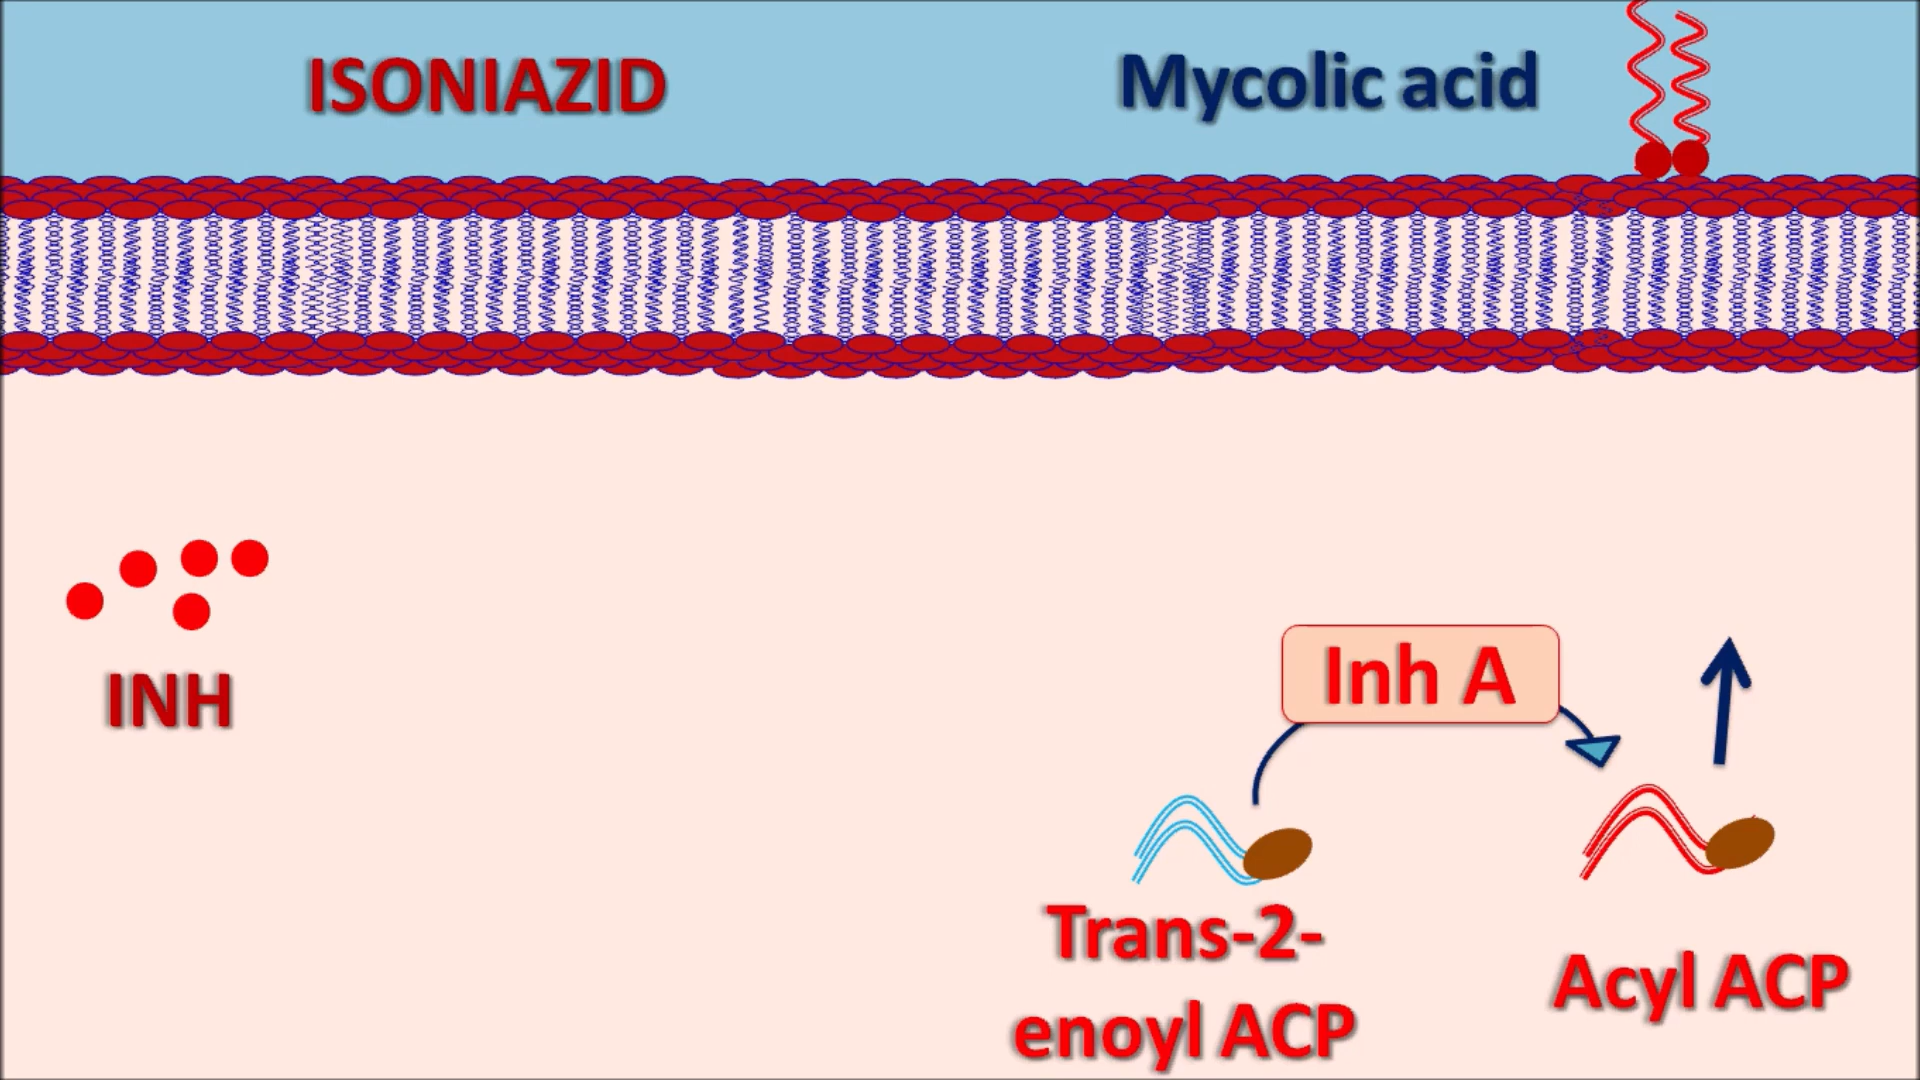 ISONIAZID
Mycolic acid
INH
Inh A
Trans-2-
enoyl ACP
Acyl ACP